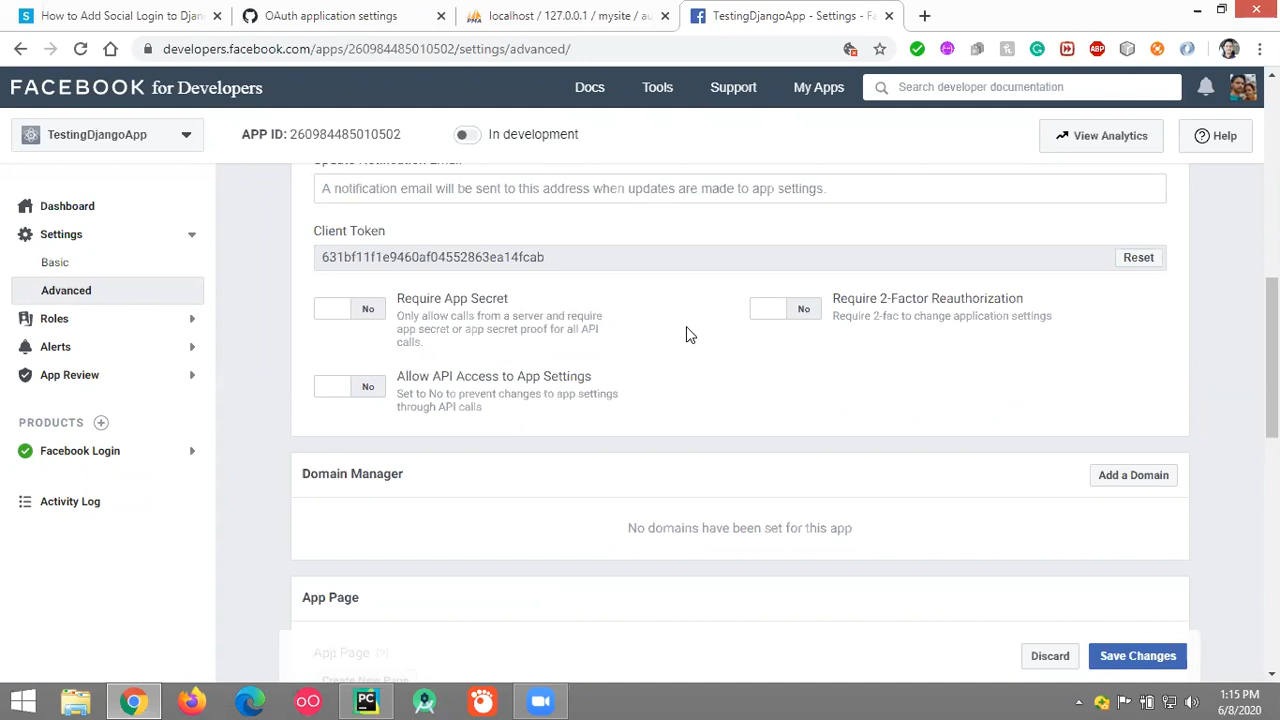 How to Add Social Login to Djan
OAuth application settings
localhost / 127.0.0.1 / mysite / au
TestingDjangoApp - Settings - Fa
developers.facebook.com/apps/260984485010502/settings/advanced/
FACEBOOK for Developers
Docs
Tools
Support
My Apps
Search developer documentation
TestingDjangoApp
APP ID: 260984485010502
In development
View Analytics
Help
Update Notification Email
A notification email will be sent to this address when updates are made to app settings.
Dashboard
Settings
Basic
Advanced
Roles
Alerts
App Review
PRODUCTS
Facebook Login
Activity Log
Client Token
631bf11f1e9460af04552863ea14fcab
Reset
No
Require App Secret
Only allow calls from a server and require
app secret or app secret proof for all API
calls.
No
Require 2-Factor Reauthorization
Require 2-fac to change application settings
No
Allow API Access to App Settings
Set to No to prevent changes to app settings
through API calls
Domain Manager
Add a Domain
No domains have been set for this app
App Page
App Page [?]
Create New Page
Discard
Save Changes
1:15 PM
6/8/2020